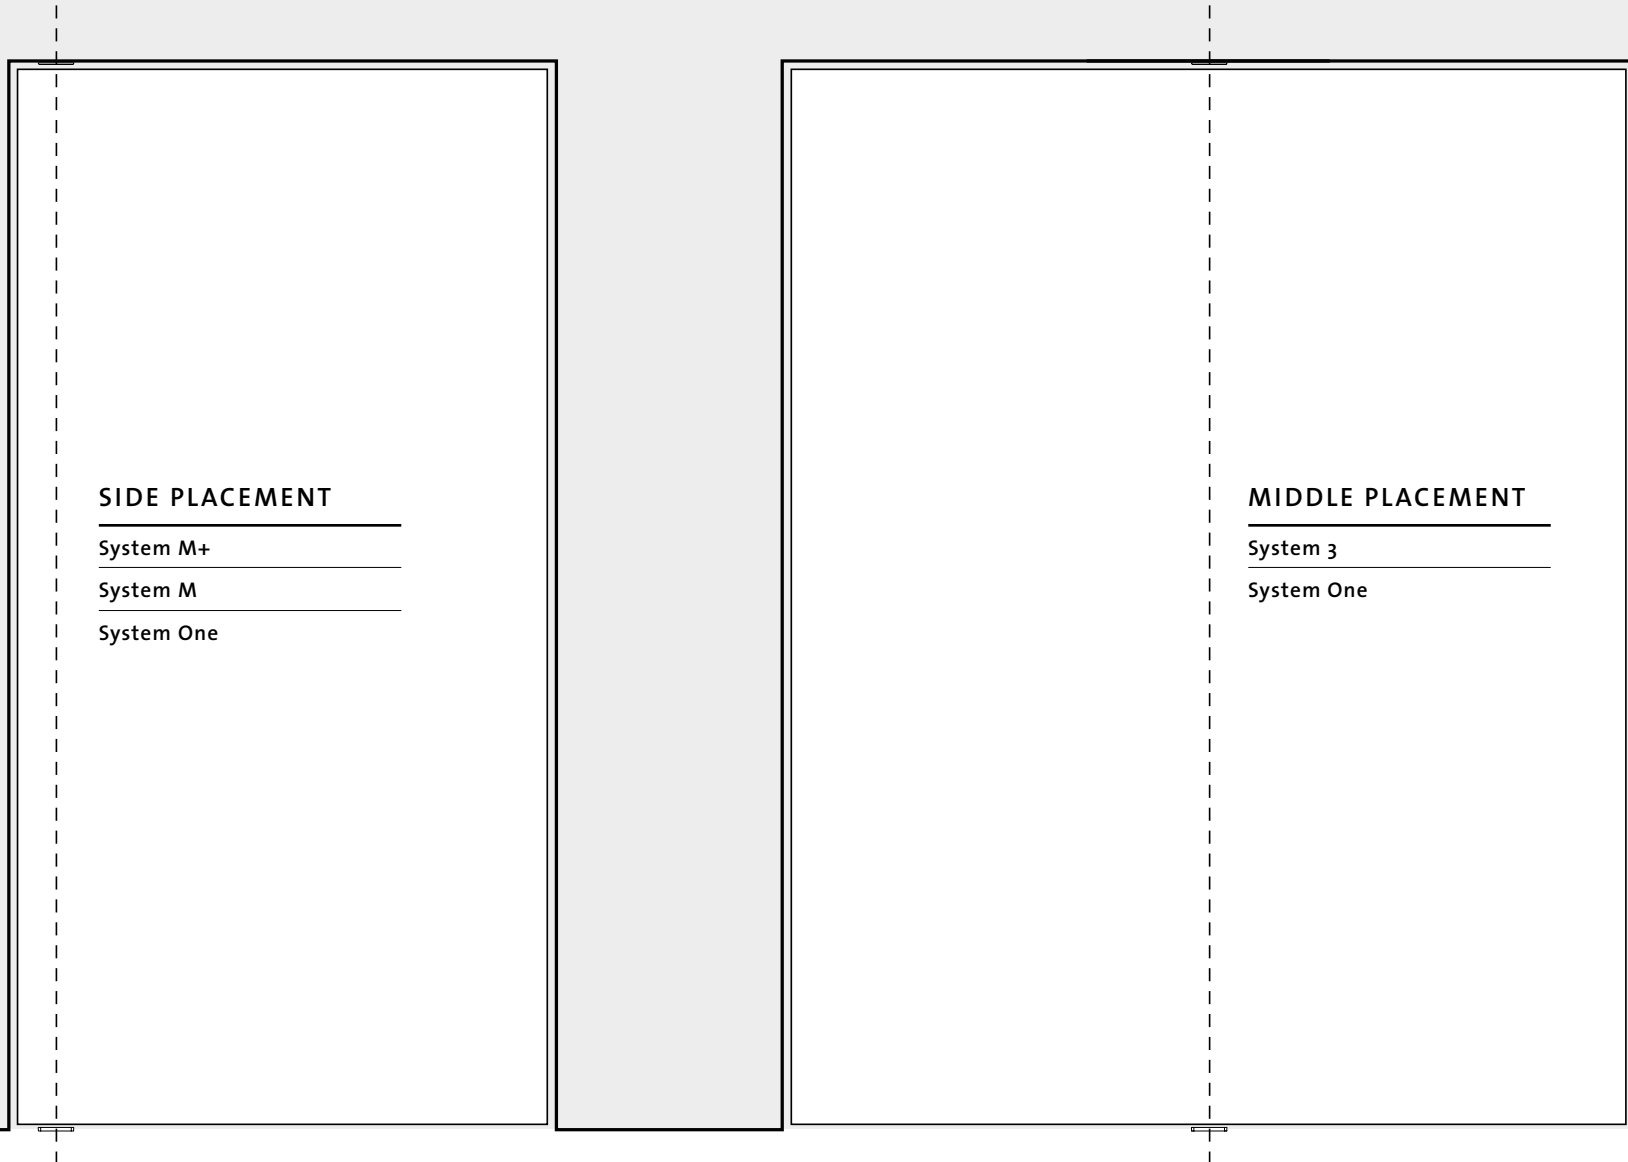 SIDE PLACEMENT
System M+
System M
System One
MIDDLE PLACEMENT
System 3
System One